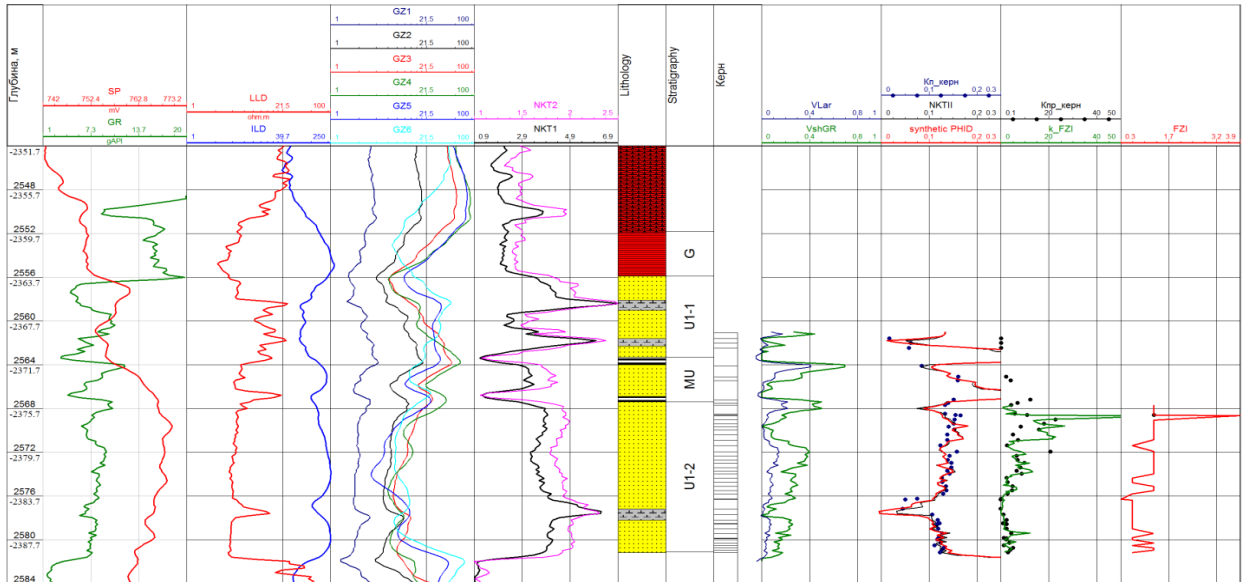 Глубина, м
SP
742 752.4 762.8 773.2
mV
GR
1 7.3 13.7 20
gAPI
LLD
1 21.5 100
ohm m
ILD
1 39.7 250
GZ1
1 21.5 100
GZ2
1 21.5 100
GZ3
1 21.5 100
GZ4
1 21.5 100
GZ5
1 21.5 100
GZ6
1 21.5 100
NKT2
1 1.5 2 2.5
NKT1
0.9 2.9 4.9 6.9
Lithology
Stratigraphy
Керн
VLar
0 0.4 0.8
VshGR
0 0.4 0.8
Кп_керн
0 0,1 0,2 0.3
NKTII
0 0,1 0,2 0.3
synthetic PHID
0 0,1 0,2 0.3
Кпр_керн
0 1 20 40 50
k_FZI
0 20 40 50
FZI
0.3 1.7 3.2 3.9
-2351.7
2548
-2355.7
2552
-2359.7
2556
-2363.7
2560
-2367.7
2564
-2371.7
2568
-2375.7
2572
-2379.7
2576
-2383.7
2580
-2387.7
2584
G
U1-1
MU
U1-2